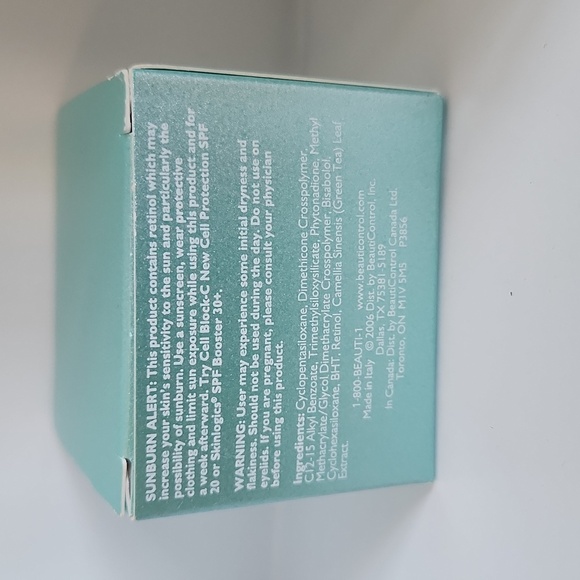 SUNBURN ALERT: This product contains retinol which may
increase your skin's sensitivity to the sun and particularly the
possibility of sunburn. Use a sunscreen, wear protective
clothing and limit sun exposure while using this product and for
a week afterward. Try Cell Block-C New Cell Protection SPF
20 or Skinlogics® SPF Booster 30+.
WARNING: User may experience some initial dryness and
flakiness. Should not be used during the day. Do not use on
eyelids. If you are pregnant, please consult your physician
before using this product.
Ingredients: Cyclopentasiloxane, Dimethicone Crosspolymer,
C12-15 Alkyl Benzoate, Trimethylsiloxysilicate, Phytonadione, Methyl
Methacrylate/Glycol Dimethacrylate Crosspolymer, Bisabolol,
Cyclohexasiloxane, BHT, Retinol, Camellia Sinensis (Green Tea) Leaf
Extract.
1-800-BEAUTI-1 www.beauticontrol.com
Made in Italy © 2006 Dist. by BeautiControl, Inc.
Dallas, TX 75381-5189
In Canada: Dist. by BeautiControl Canada Ltd.
Toronto, ON M1V 5M5 P3856